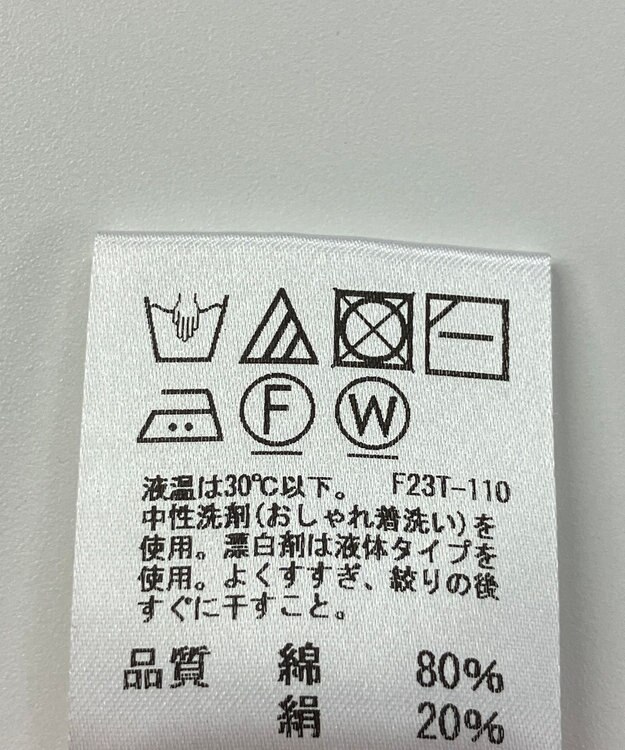 F W
液温は30℃以下。 F23T-110
中性洗剤(おしゃれ着洗い)を
使用。漂白剤は液体タイプを
使用。よくすすぎ、絞りの後
すぐに干すこと。
品質 綿 80%
絹 20%